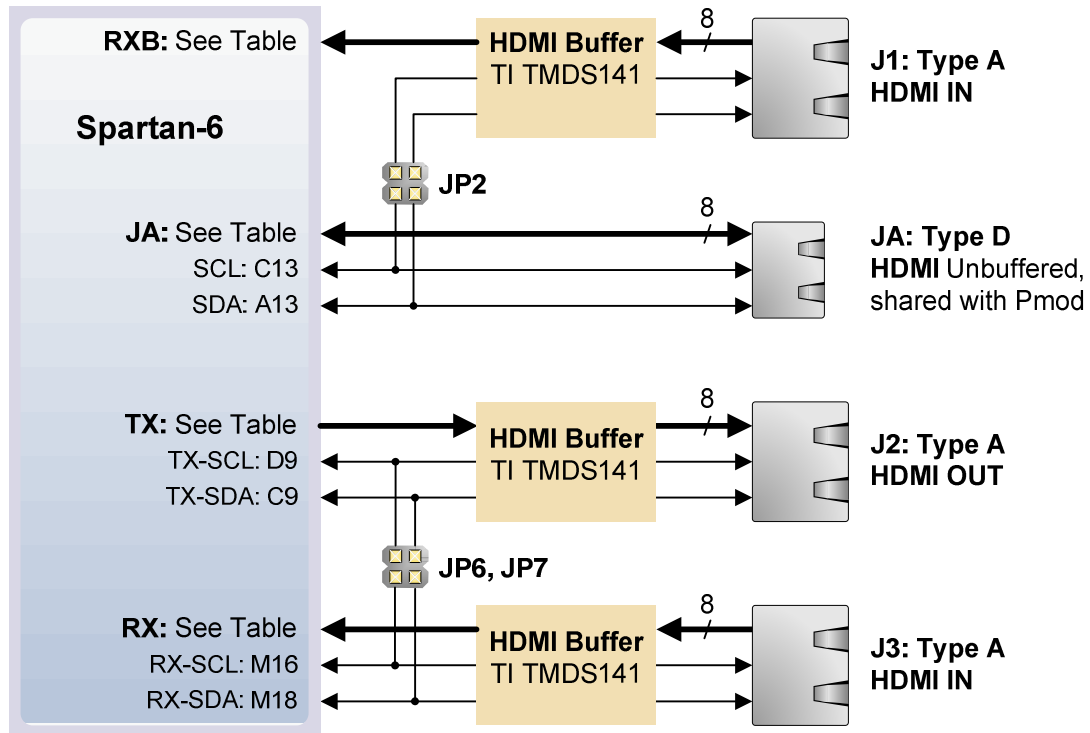 RXB: See Table
HDMI Buffer
TI TMDS141
8
J1: Type A
HDMI IN
Spartan-6
JP2
JA: See Table
SCL: C13
SDA: A13
8
JA: Type D
HDMI Unbuffered,
shared with Pmod
TX: See Table
TX-SCL: D9
TX-SDA: C9
HDMI Buffer
TI TMDS141
8
J2: Type A
HDMI OUT
JP6, JP7
RX: See Table
RX-SCL: M16
RX-SDA: M18
HDMI Buffer
TI TMDS141
8
J3: Type A
HDMI IN